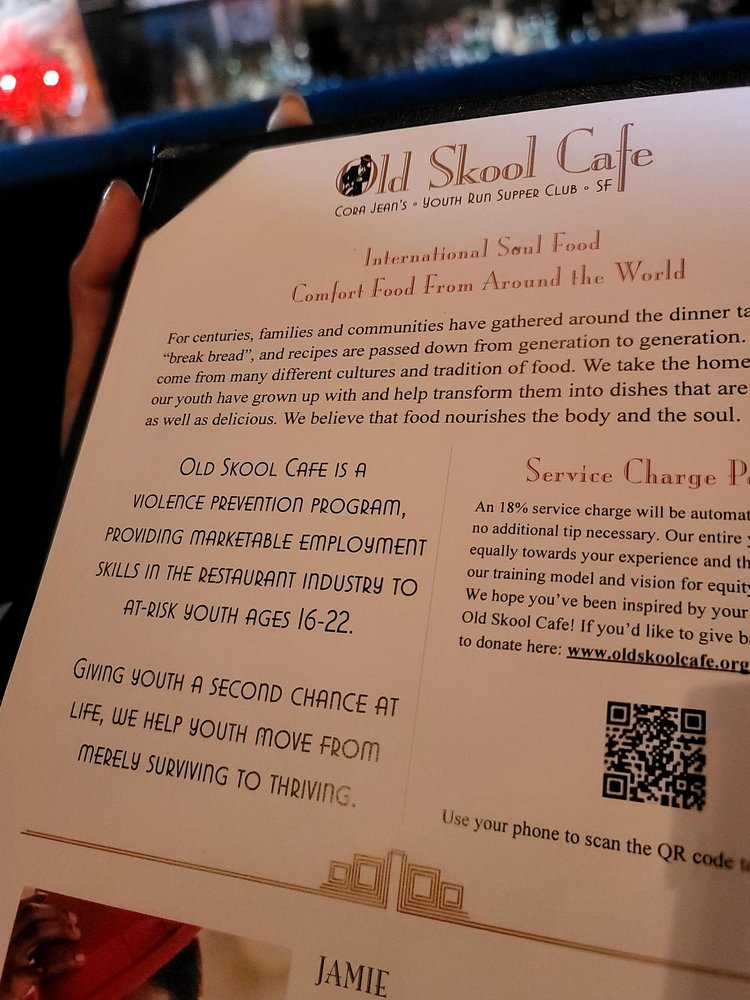 Old Skool Cafe
Cora Jean's • Youth Run Supper Club • SF
International Soul Food
Comfort Food From Around the World
For centuries, families and communities have gathered around the dinner
"break bread", and recipes are passed down from generation to generation.
come from many different cultures and tradition of food. We take the home
our youth have grown up with and help transform them into dishes that are
as well as delicious. We believe that food nourishes the body and the soul.
Old Skool Cafe is a
violence prevention program,
providing marketable employment
skills in the restaurant industry to
at-risk youth ages 16-22.
Giving youth a second chance at
life, we help youth move from
merely surviving to thriving.
Service Charge
An 18% service charge will be
no additional tip necessary. Our entire
equally towards your experience and
our training model and vision for equity
We hope you've been inspired by your
Old Skool Cafe! If you'd like to give
to donate here: www.oldskoolcafe.org
Use your phone to scan the QR code
JAMIE